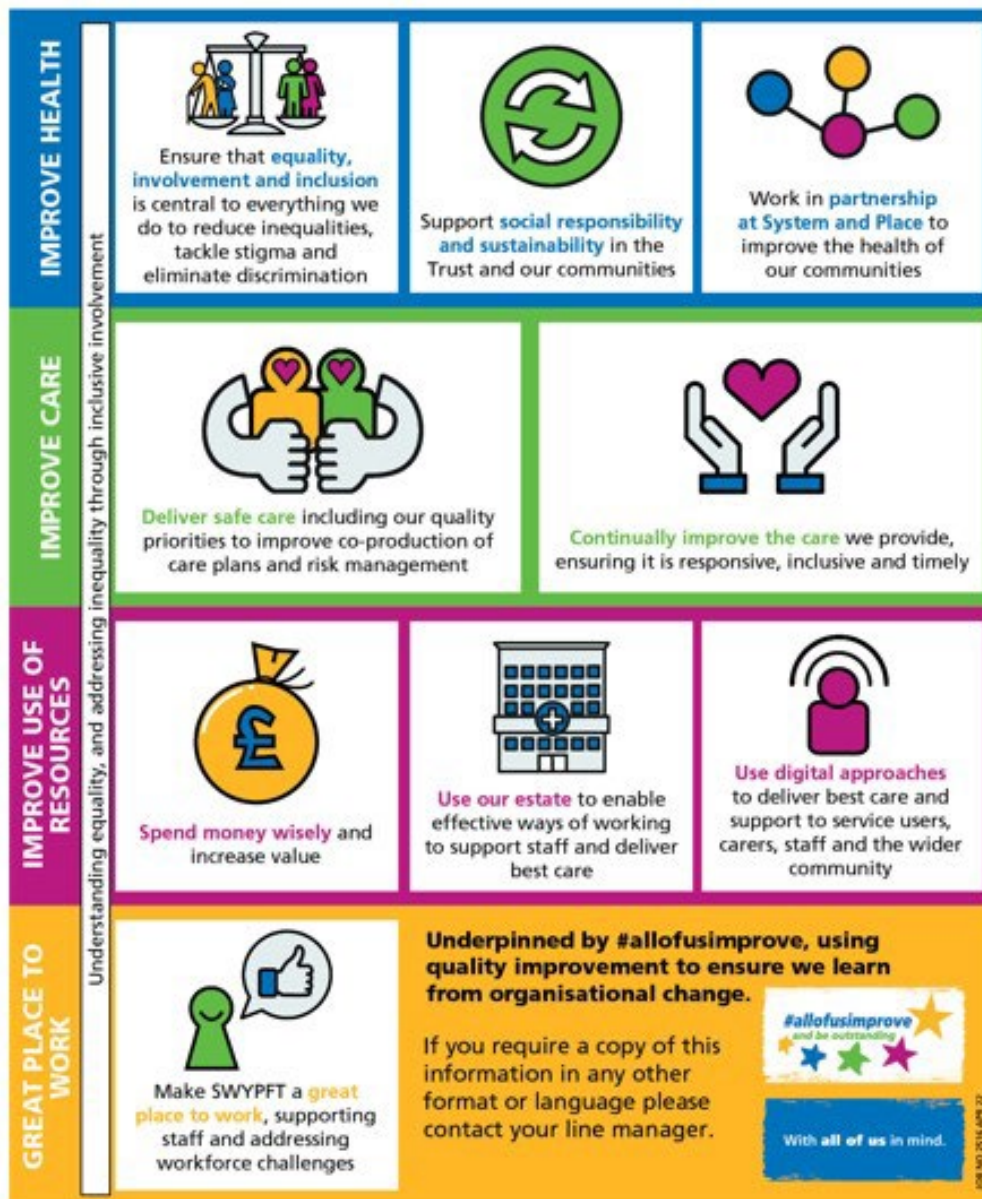 IMPROVE HEALTH
Understanding equality, and addressing inequality through inclusive involvement
Ensure that equality,
involvement and inclusion
is central to everything we
do to reduce inequalities,
tackle stigma and
eliminate discrimination
Support social responsibility
and sustainability in the
Trust and our communities
Work in partnership
at System and Place to
improve the health of
our communities
IMPROVE CARE
Deliver safe care including our quality
priorities to improve co-production of
care plans and risk management
Continually improve the care we provide,
ensuring it is responsive, inclusive and timely
IMPROVE USE OF
RESOURCES
£
Spend money wisely and
increase value
Use our estate to enable
effective ways of working
to support staff and deliver
best care
Use digital approaches
to deliver best care and
support to service users,
carers, staff and the wider
community
GREAT PLACE TO
WORK
Make SWYPFT a great
place to work, supporting
staff and addressing
workforce challenges
Underpinned by #allofusimprove, using
quality improvement to ensure we learn
from organisational change.
If you require a copy of this
information in any other
format or language please
contact your line manager.
#allofusimprove
and be outstanding
With all of us in mind.
JOB NO 2516 APR 22